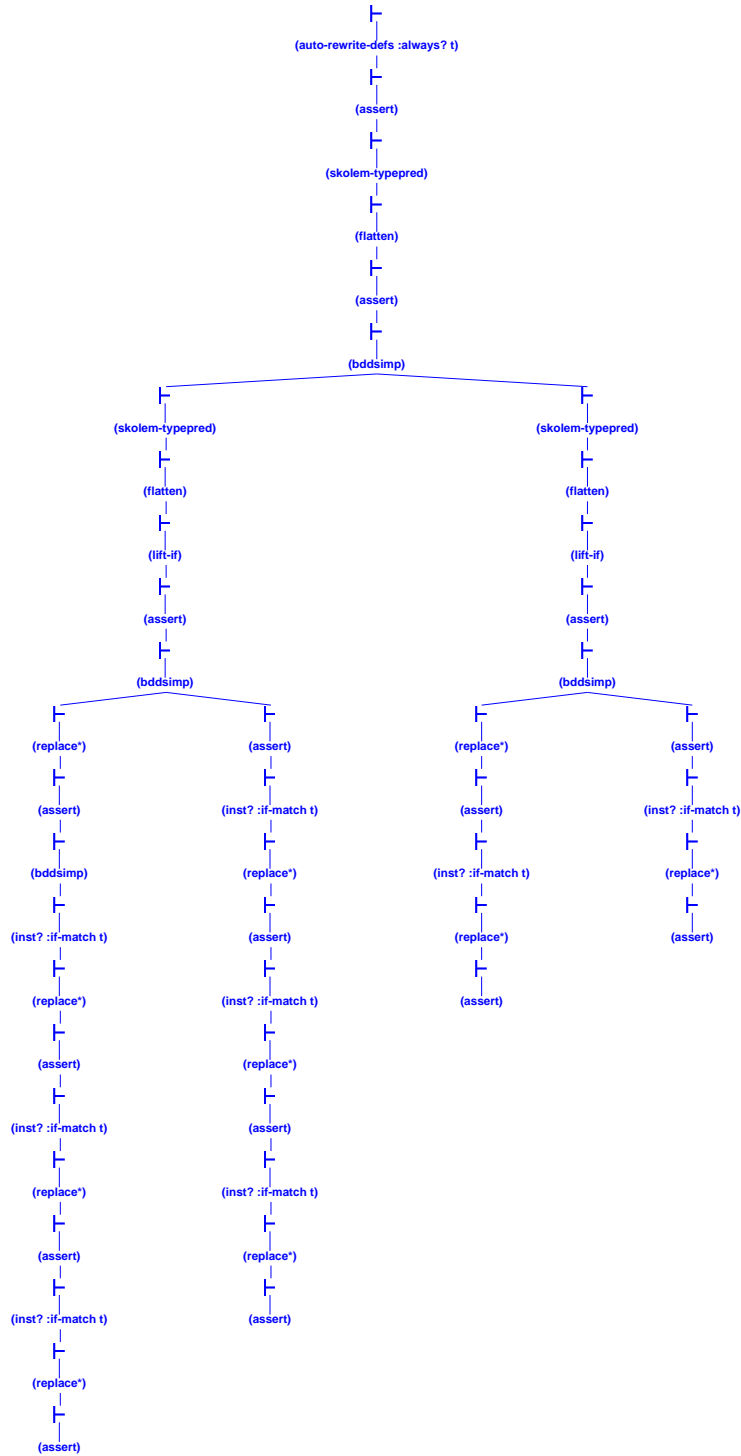 (auto-rewrite-defs :always? t)
(assert)
(skolem-typepred)
(flatten)
(assert)
(bddsimp)
(skolem-typepred)
(flatten)
(lift-if)
(assert)
(bddsimp)
(replace*)
(assert)
(bddsimp)
(inst? :if-match t)
(replace*)
(assert)
(inst? :if-match t)
(replace*)
(assert)
(inst? :if-match t)
(replace*)
(assert)
(assert)
(inst? :if-match t)
(replace*)
(assert)
(inst? :if-match t)
(replace*)
(assert)
(inst? :if-match t)
(replace*)
(assert)
(skolem-typepred)
(flatten)
(lift-if)
(assert)
(bddsimp)
(replace*)
(assert)
(inst? :if-match t)
(replace*)
(assert)
(assert)
(inst? :if-match t)
(replace*)
(assert)